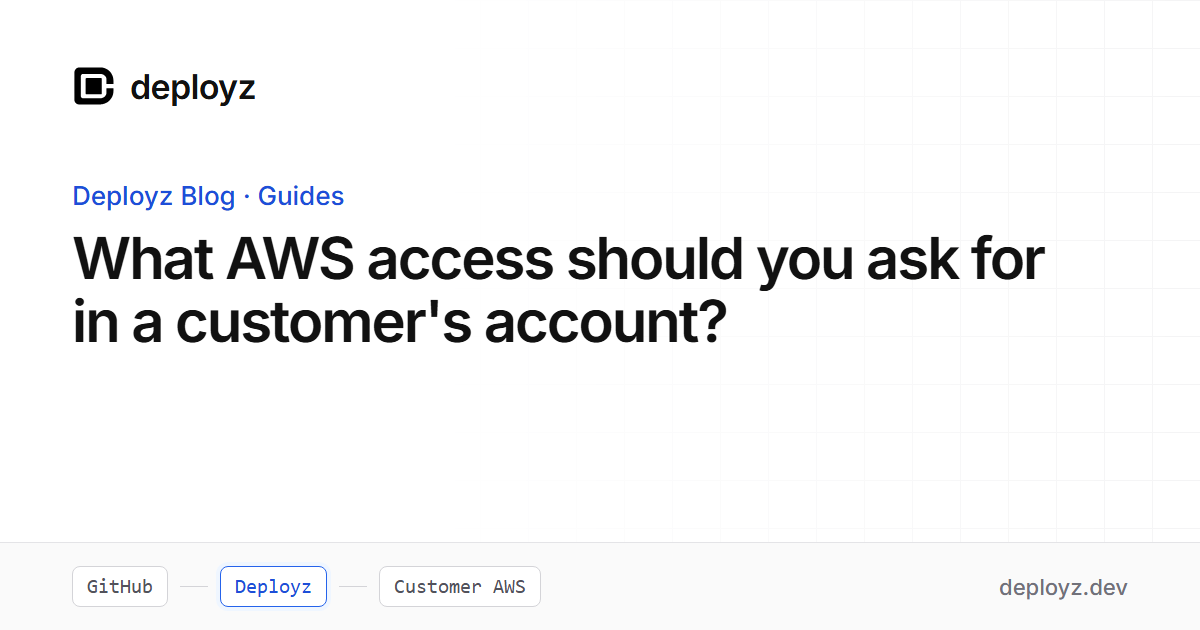 deployz
Deployz Blog · Guides
What AWS access should you ask for
in a customer's account?
GitHub
Deployz
Customer AWS
deployz.dev